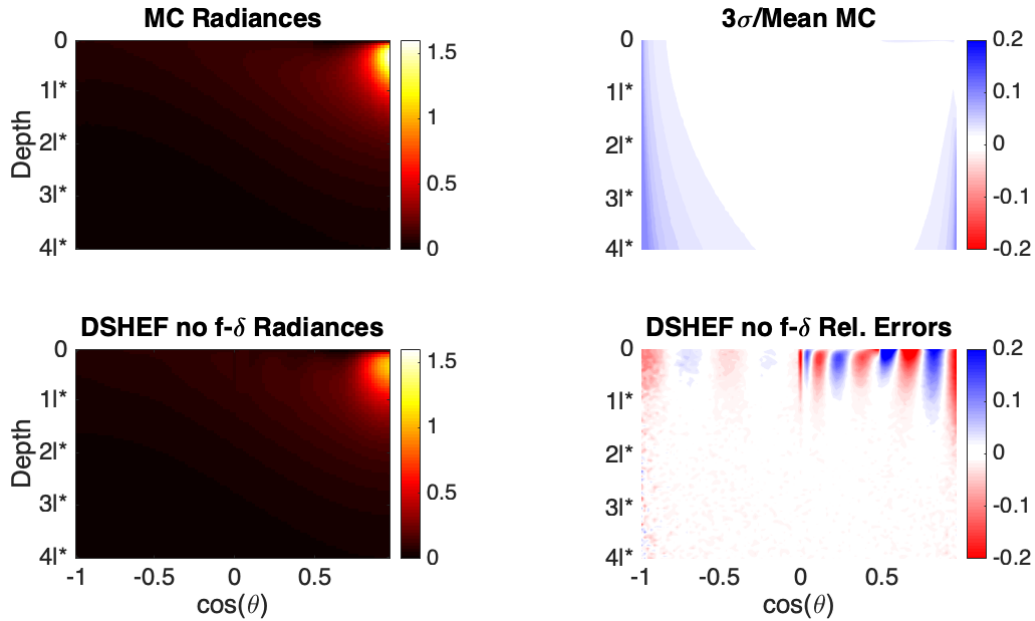 MC Radiances
0
1l*
2l*
3l*
4l*
Depth
1.5
1
0.5
0
3σ/Mean MC
0
1l*
2l*
3l*
4l*
0.2
0.1
0
-0.1
-0.2
DSHEF no f-δ Radiances
0
1l*
2l*
3l*
4l*
Depth
-1
-0.5
0
0.5
cos(θ)
1.5
1
0.5
0
DSHEF no f-δ Rel. Errors
0
1l*
2l*
3l*
4l*
-1
-0.5
0
0.5
cos(θ)
0.2
0.1
0
-0.1
-0.2